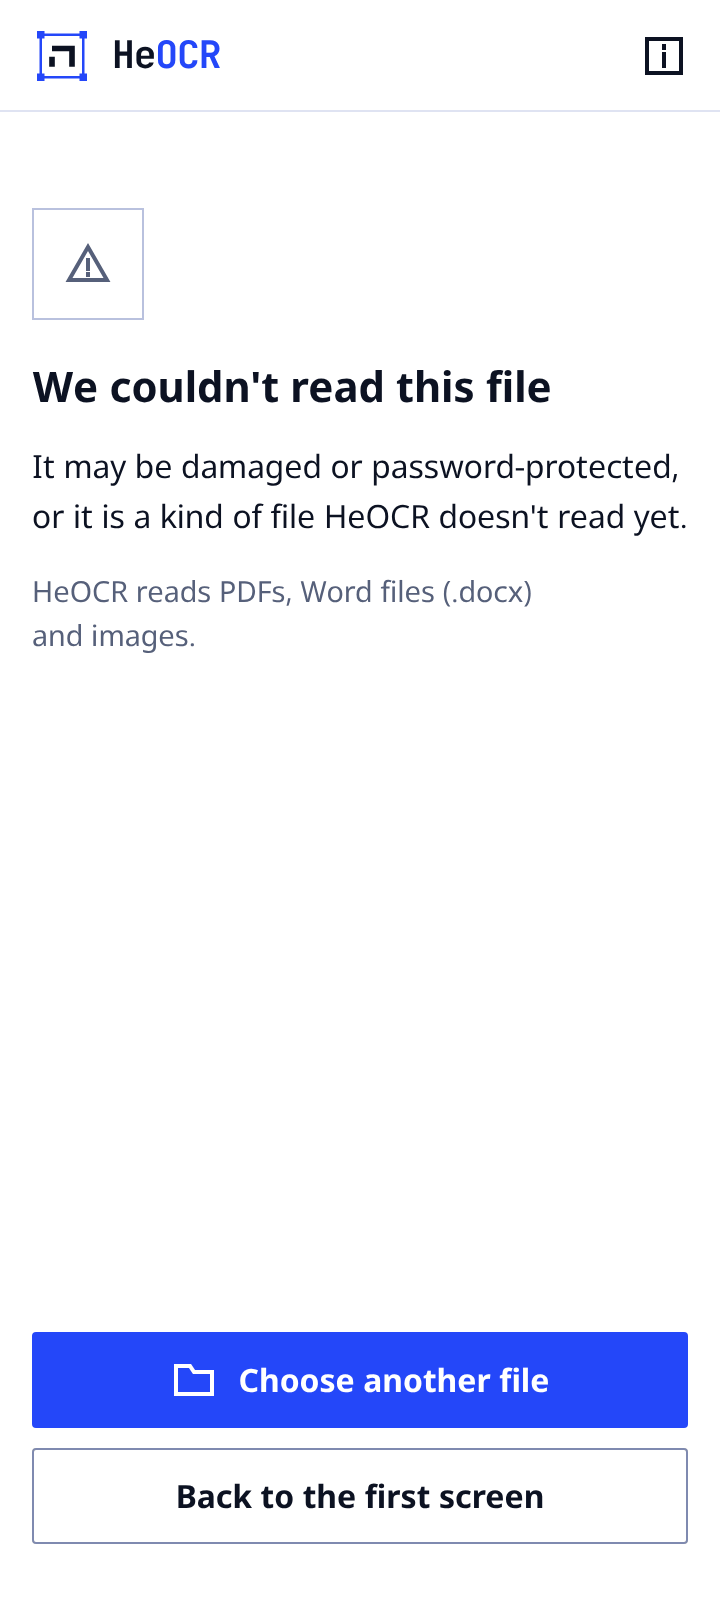 HeOCR
We couldn't read this file
It may be damaged or password-protected,
or it is a kind of file HeOCR doesn't read yet.
HeOCR reads PDFs, Word files (.docx)
and images.
Choose another file
Back to the first screen